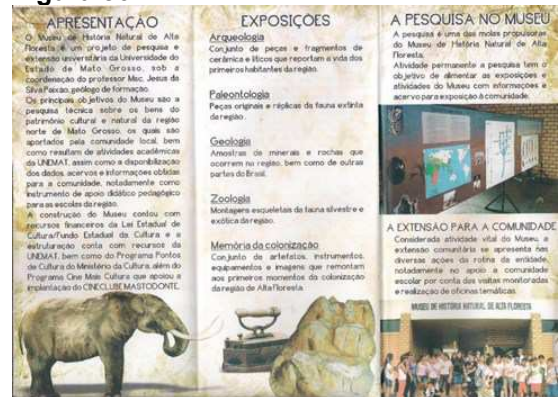 APRESENTAÇÃO
O Museu de História Natural de Alta
Floresta é um projeto de pesquisa e
extensão universitária da Universidade do
Estado de Mato Grosso, sob a
coordenação do professor Msc. Jesus da
Silva Paixão, geólogo de formação.
Os principais objetivos do Museu são a
pesquisa técnica sobre os bens do
patrimônio cultural e natural da região
norte de Mato Grosso, os quais são
aportados pela comunidade local, bem
como resultam de atividades acadêmicas
da UNEMAT, assim como a disponibilização
dos dados, acervos e informações obtidas
para a comunidade, notadamente como
instrumento de apoio didático pedagógico
para as escolas da região.
A construção do Museu contou com
recursos financeiros da Lei Estadual de
Cultura/Fundo Estadual da Cultura e a
estruturação conta com recursos da
UNEMAT, bem como do Programa Pontos
de Cultura do Ministério da Cultura, além do
Programa Cine Mais Cultura que apoiou a
implantação do CINECLUBE MASTODONTE.
EXPOSIÇÕES
Arqueologia
Conjunto de peças e fragmentos de
cerâmica e líticos que reportam a vida dos
primeiros habitantes da região.
Paleontologia
Peças originais e réplicas da fauna extinta
da região.
Geologia
Amostras de minerais e rochas que
ocorrem na região, bem como de outras
partes do Brasil.
Zoologia
Montagens esqueletais da fauna silvestre e
exótica da região.
Memória da colonização
Conjunto de artefatos, instrumentos,
equipamentos e imagens que remontam
aos primeiros momentos da colonização
da região de Alta Floresta.
A PESQUISA NO MUSEU
A pesquisa é uma das molas propulsoras
do Museu de História Natural de Alta
Floresta.
Atividade permanente a pesquisa tem o
objetivo de alimentar as exposições e
atividades do Museu com informações e
acervo para exposição à comunidade.
A EXTENSÃO PARA A COMUNIDADE
Considerada atividade vital do Museu, a
extensão comunitária se apresenta nas
diversas ações da rotina da entidade,
notadamente no apoio a comunidade
escolar por conta das visitas monitoradas
e realização de oficinas temáticas.
MUSEU DE HISTÓRIA NATURAL DE ALTA FLORESTA